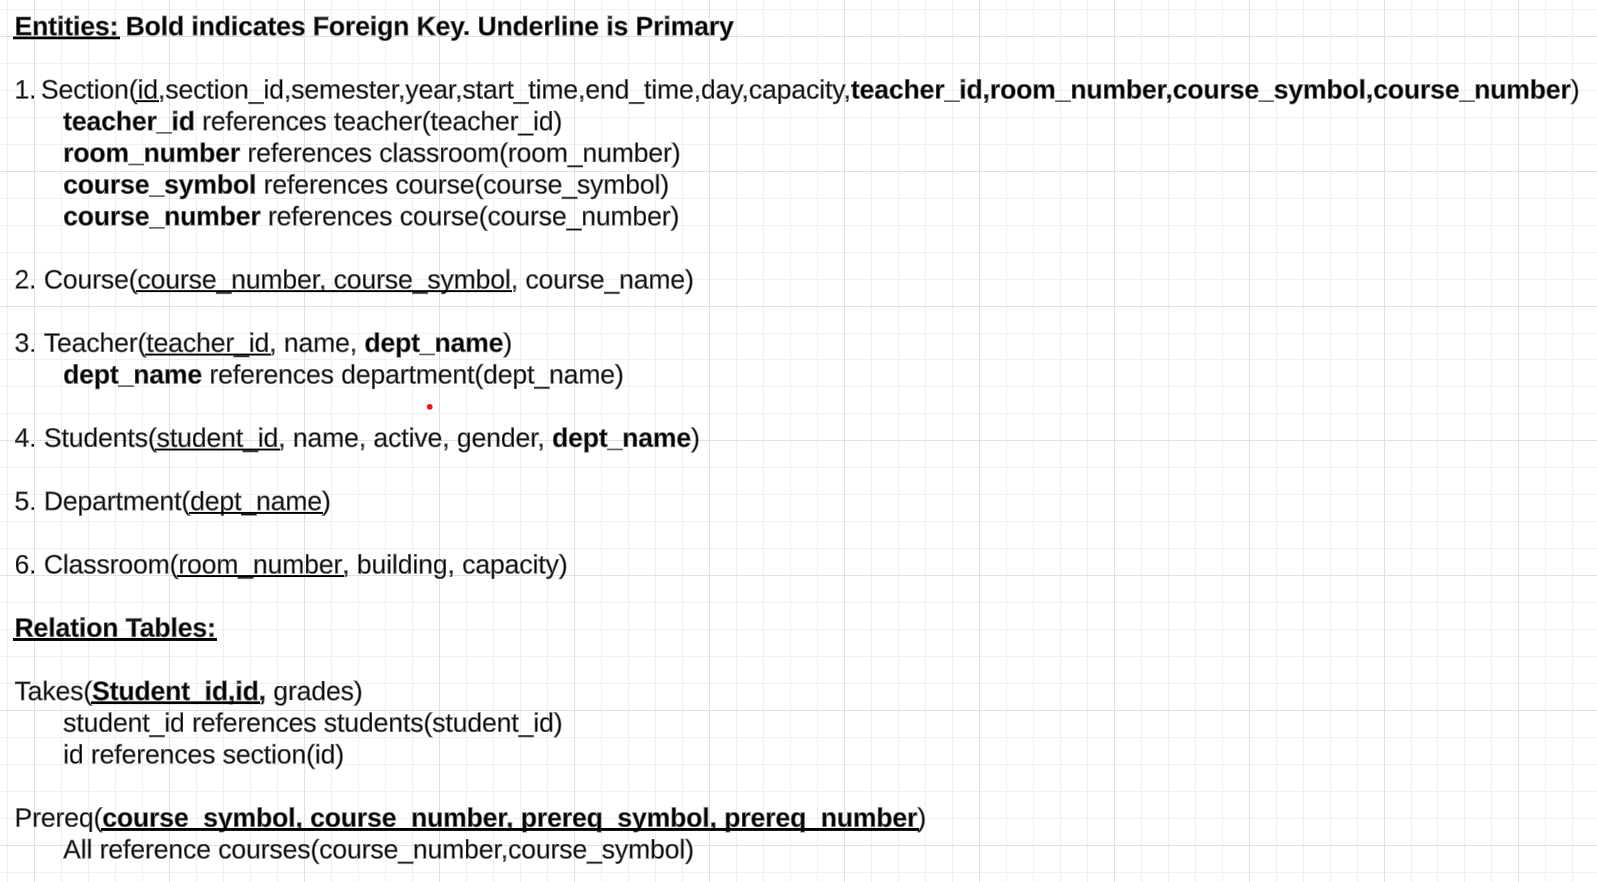 Entities: Bold indicates Foreign Key. Underline is Primary
1. Section(id,section_id,semester,year,start_time,end_time,day,capacity,teacher_id,room_number,course_symbol,course_number)
teacher_id references teacher(teacher_id)
room_number references classroom(room_number)
course_symbol references course(course_symbol)
course_number references course(course_number)
2. Course(course_number, course_symbol, course_name)
3. Teacher(teacher_id, name, dept_name)
dept_name references department(dept_name)
4. Students(student_id, name, active, gender, dept_name)
5. Department(dept_name)
6. Classroom(room_number, building, capacity)
Relation Tables:
Takes(Student_id,id, grades)
student_id references students(student_id)
id references section(id)
Prereq(course_symbol, course_number, prereq_symbol, prereq_number)
All reference courses(course_number,course_symbol)